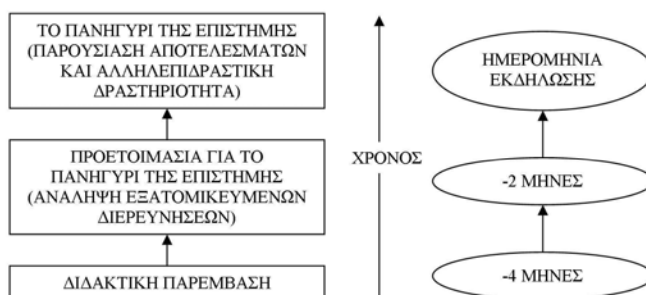 ΤΟ ΠΑΝΗΓΥΡΙ ΤΗΣ ΕΠΙΣΤΗΜΗΣ
(ΠΑΡΟΥΣΙΑΣΗ ΑΠΟΤΕΛΕΣΜΑΤΩΝ
ΚΑΙ ΑΛΛΗΛΕΠΙΔΡΑΣΤΙΚΗ
ΔΡΑΣΤΗΡΙΟΤΗΤΑ)
ΠΡΟΕΤΟΙΜΑΣΙΑ ΓΙΑ ΤΟ
ΠΑΝΗΓΥΡΙ ΤΗΣ ΕΠΙΣΤΗΜΗΣ
(ΑΝΑΛΗΨΗ ΕΞΑΤΟΜΙΚΕΥΜΕΝΩΝ
ΔΙΕΡΕΥΝΗΣΕΩΝ)
ΔΙΔΑΚΤΙΚΗ ΠΑΡΕΜΒΑΣΗ
ΧΡΟΝΟΣ
ΗΜΕΡΟΜΗΝΙΑ
ΕΚΔΗΛΩΣΗΣ
-2 ΜΗΝΕΣ
-4 ΜΗΝΕΣ